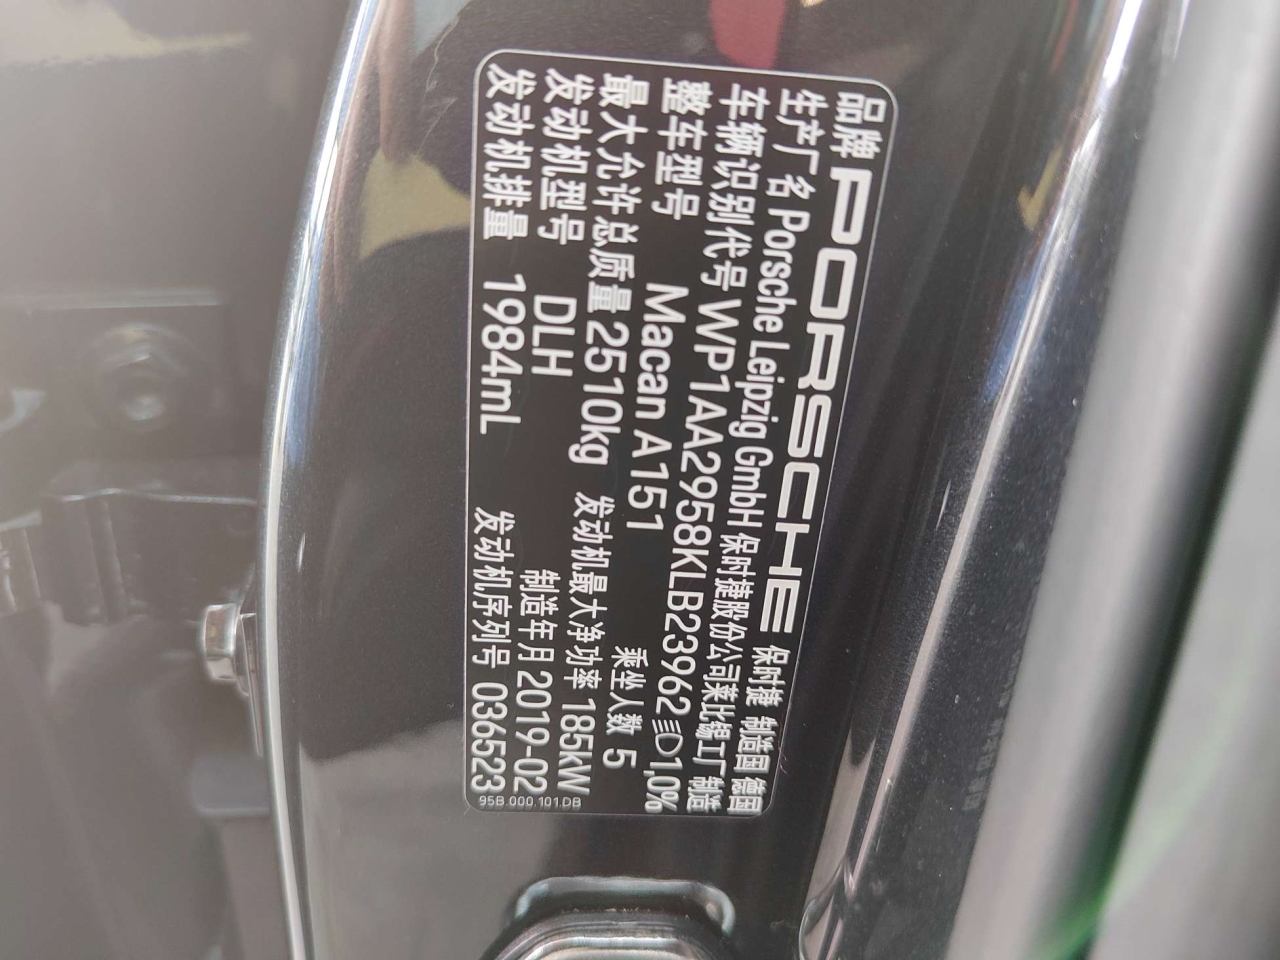 品牌 PORSCHE 保时捷 制造国 德国
生产厂名 Porsche Leipzig GmbH 保时捷股份公司莱比锡工厂 制造
车辆识别代号 WP1AA2958KLB23962 1,0%
整车型号 Macan A151 乘坐人数 5
最大允许总质量 2510kg 发动机最大净功率 185kW
发动机型号 DLH 制造年月 2019-02
发动机排量 1984mL 发动机序列号 036523
95B.000.101.DB